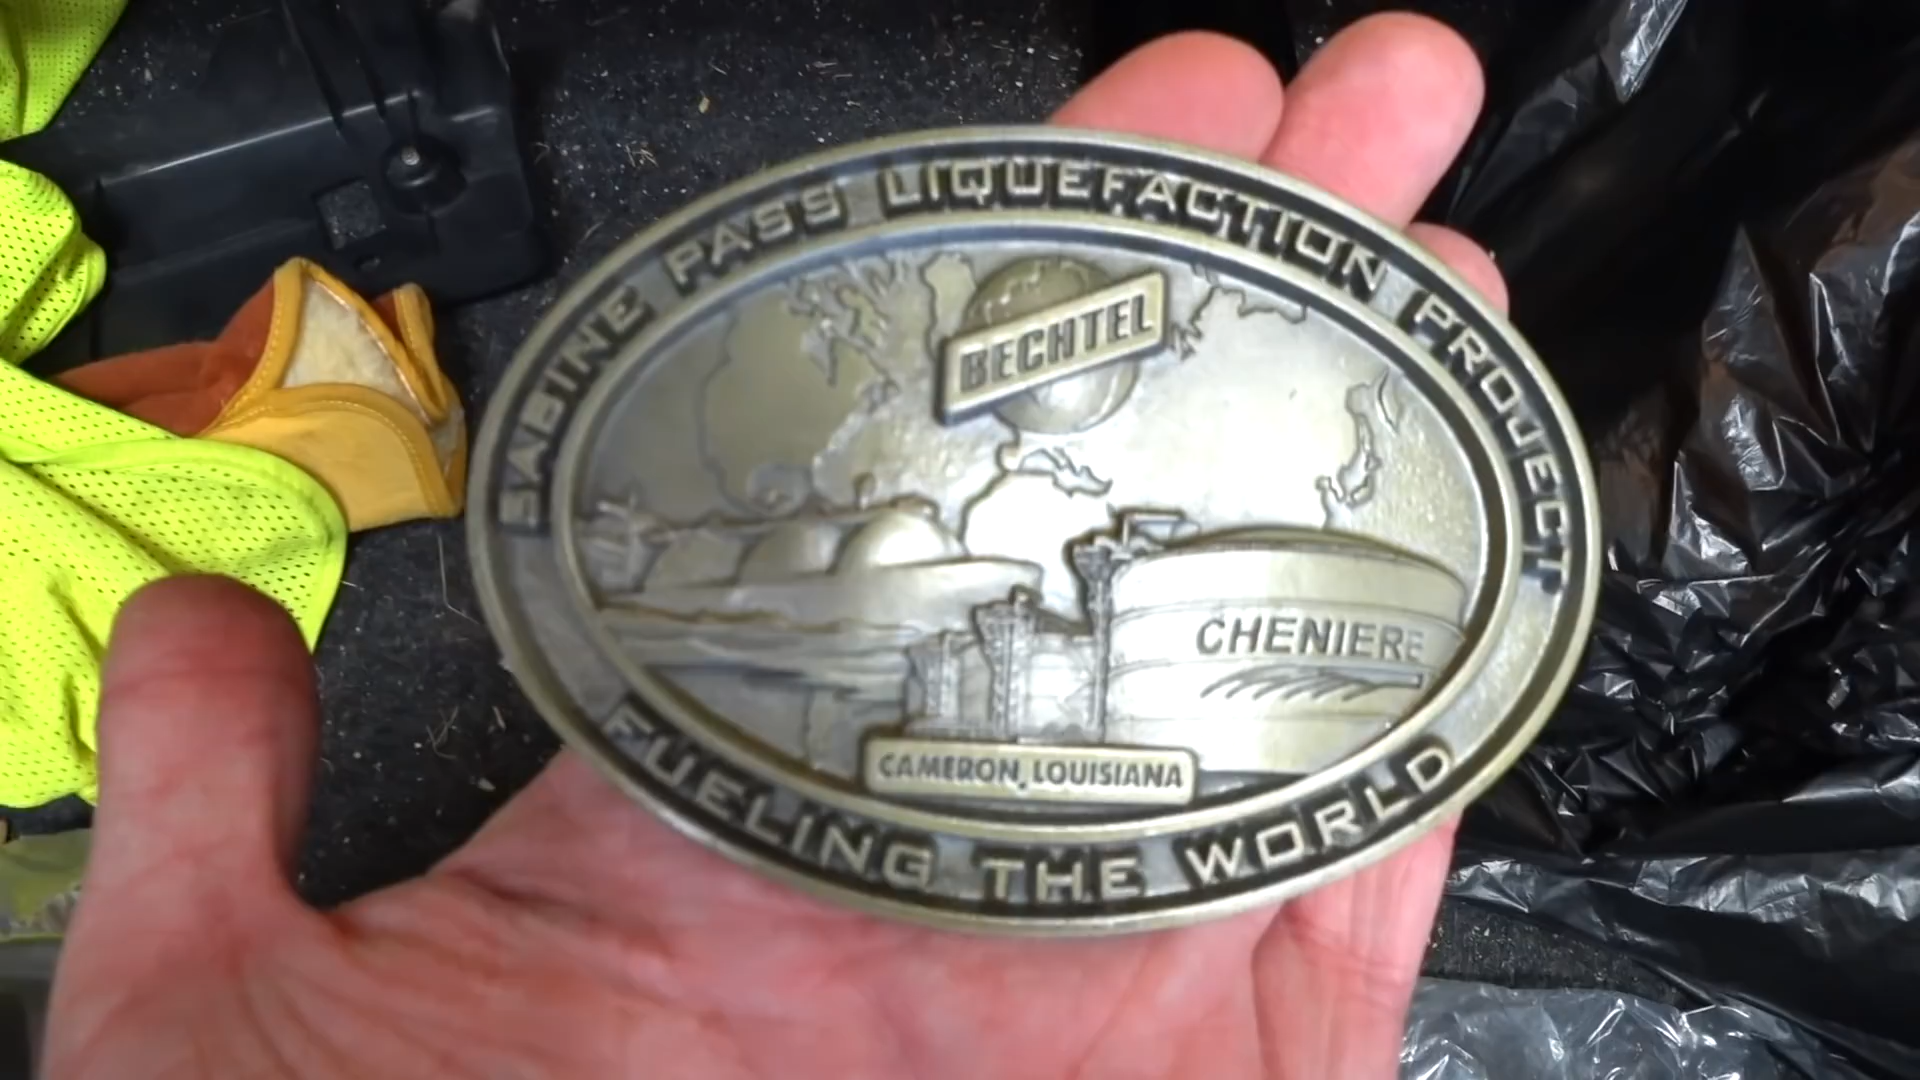 SABINE PASS LIQUEFACTION PROJECT
BECHTEL
CHENIERE
CAMERON, LOUISIANA
FUELING THE WORLD